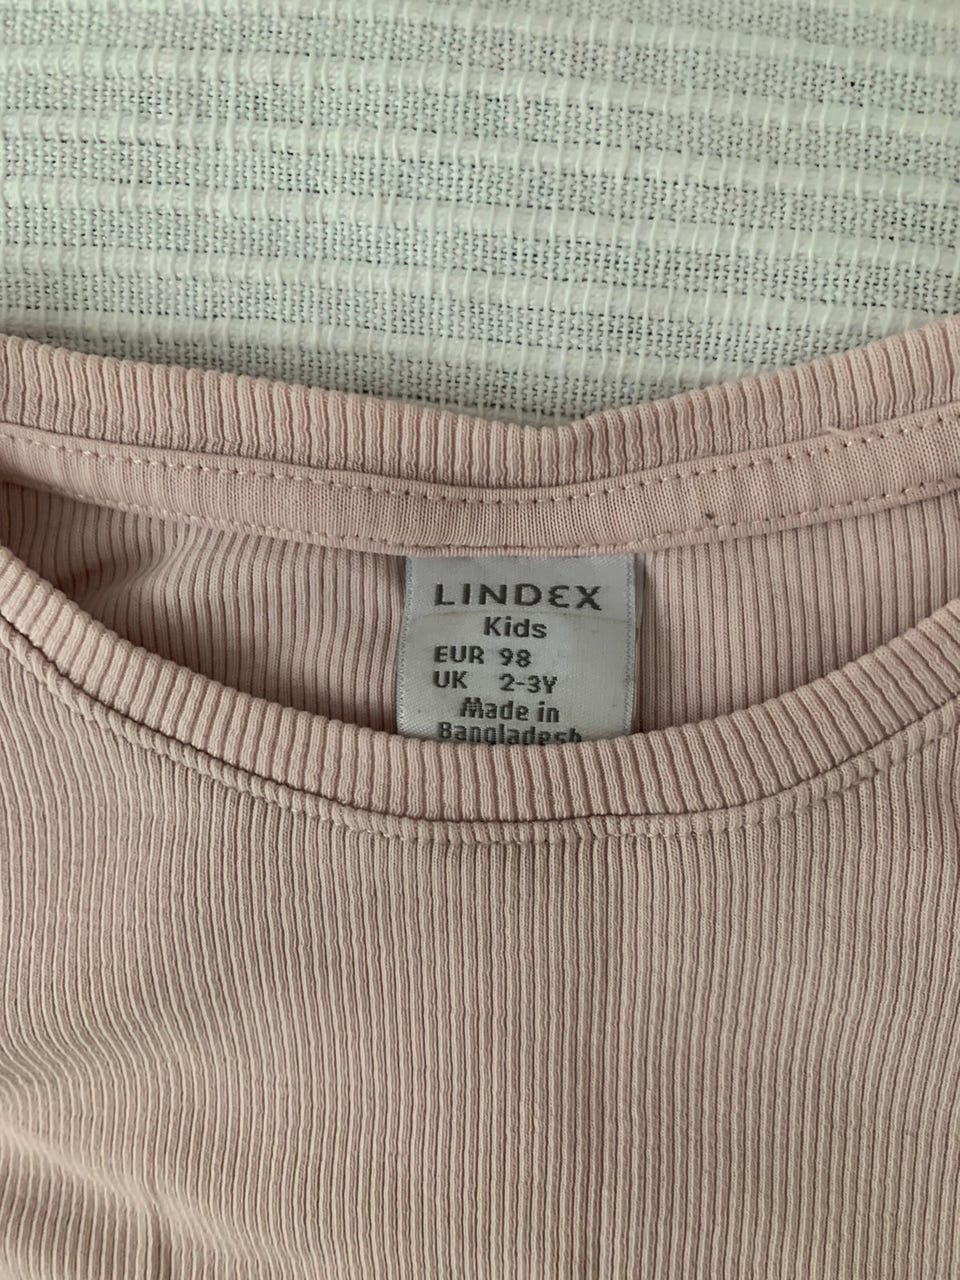 LINDEX
Kids
EUR 98
UK 2-3Y
Made in
Bangladesh